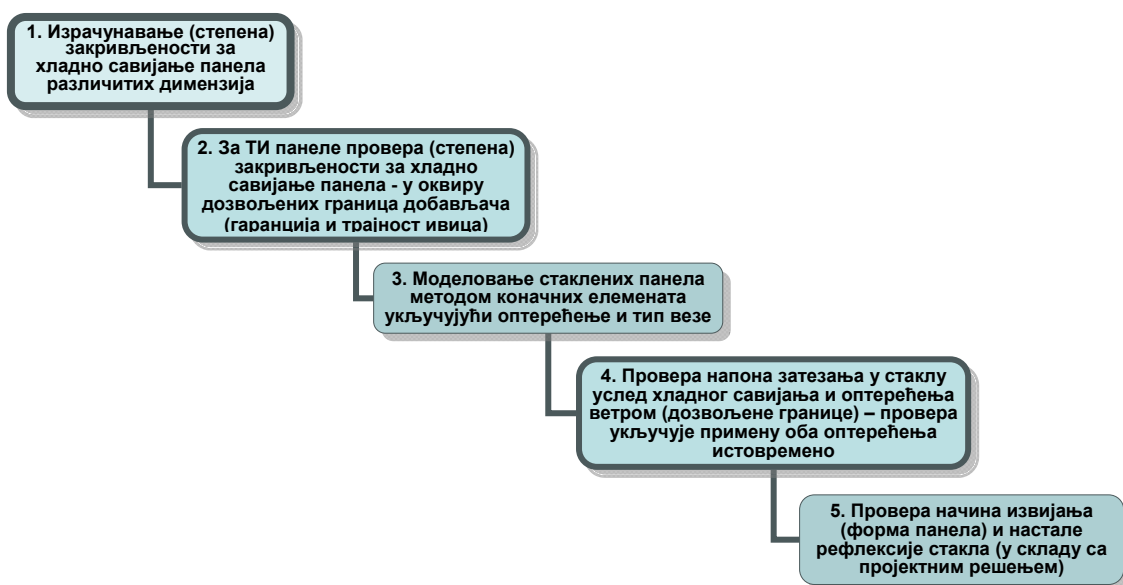 1. Израчунавање (степена)
закривљености за
хладно савијање панела
различитих димензија
2. За ТИ панеле провера (степена)
закривљености за хладно
савијање панела - у оквиру
дозвољених граница добављача
(гаранција и трајност ивица)
3. Моделовање стаклених панела
методом коначних елемената
укључујући оптерећење и тип везе
4. Провера напона затезања у стаклу
услед хладног савијања и оптерећења
ветром (дозвољене границе) – провера
укључује примену оба оптерећења
истовремено
5. Провера начина извијања
(форма панела) и настале
рефлексије стакла (у складу са
пројектним решењем)